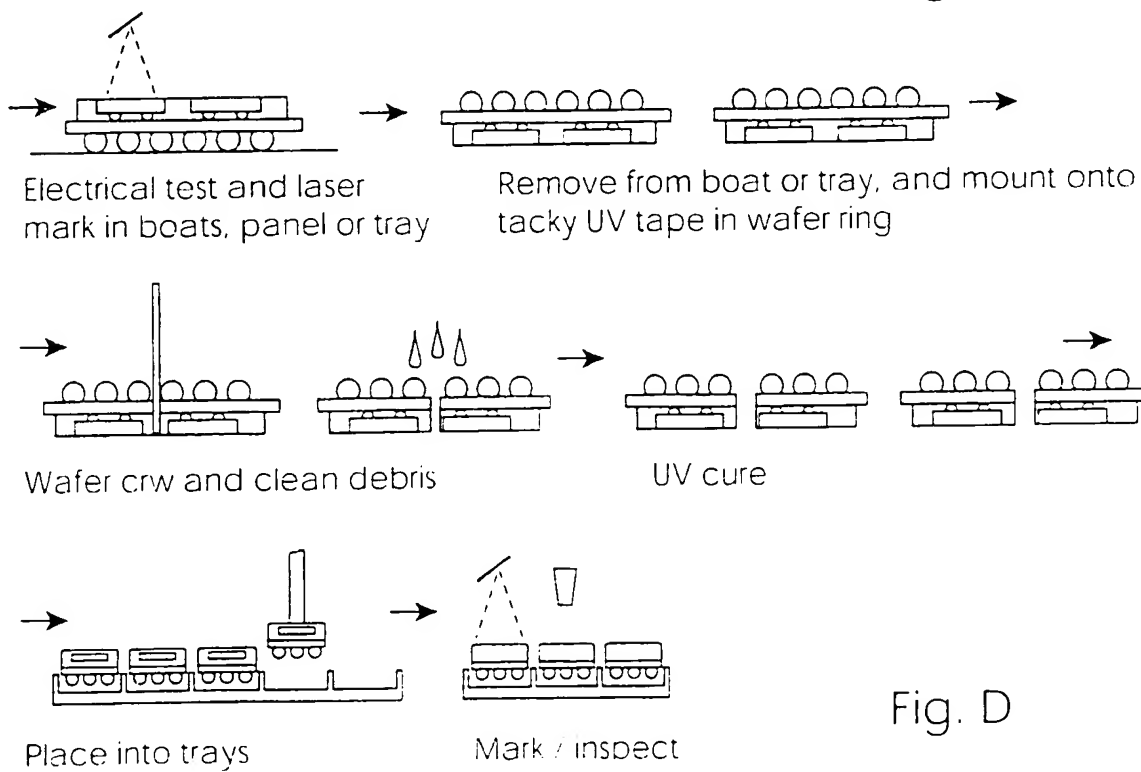 Electrical test and laser
mark in boats, panel or tray
Remove from boat or tray, and mount onto
tacky UV tape in wafer ring
Wafer crw and clean debris
UV cure
Place into trays
Mark / inspect
Fig. D